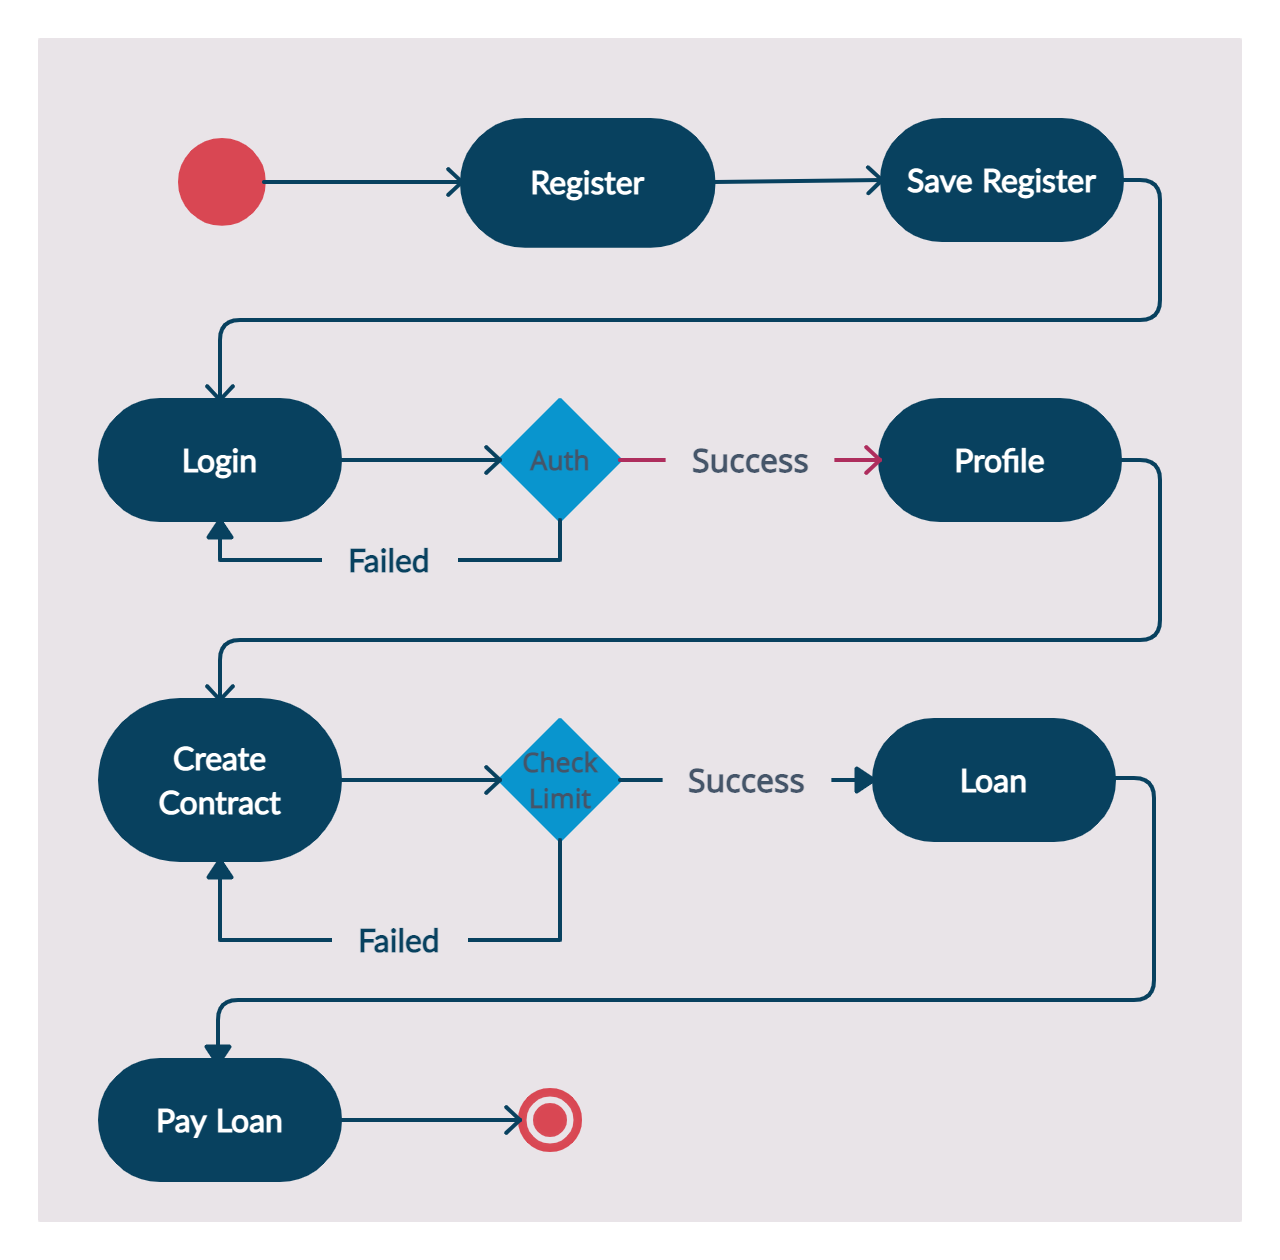 Register
Save Register
Login
Auth
Success
Profile
Failed
Create
Contract
Check
Limit
Success
Loan
Failed
Pay Loan